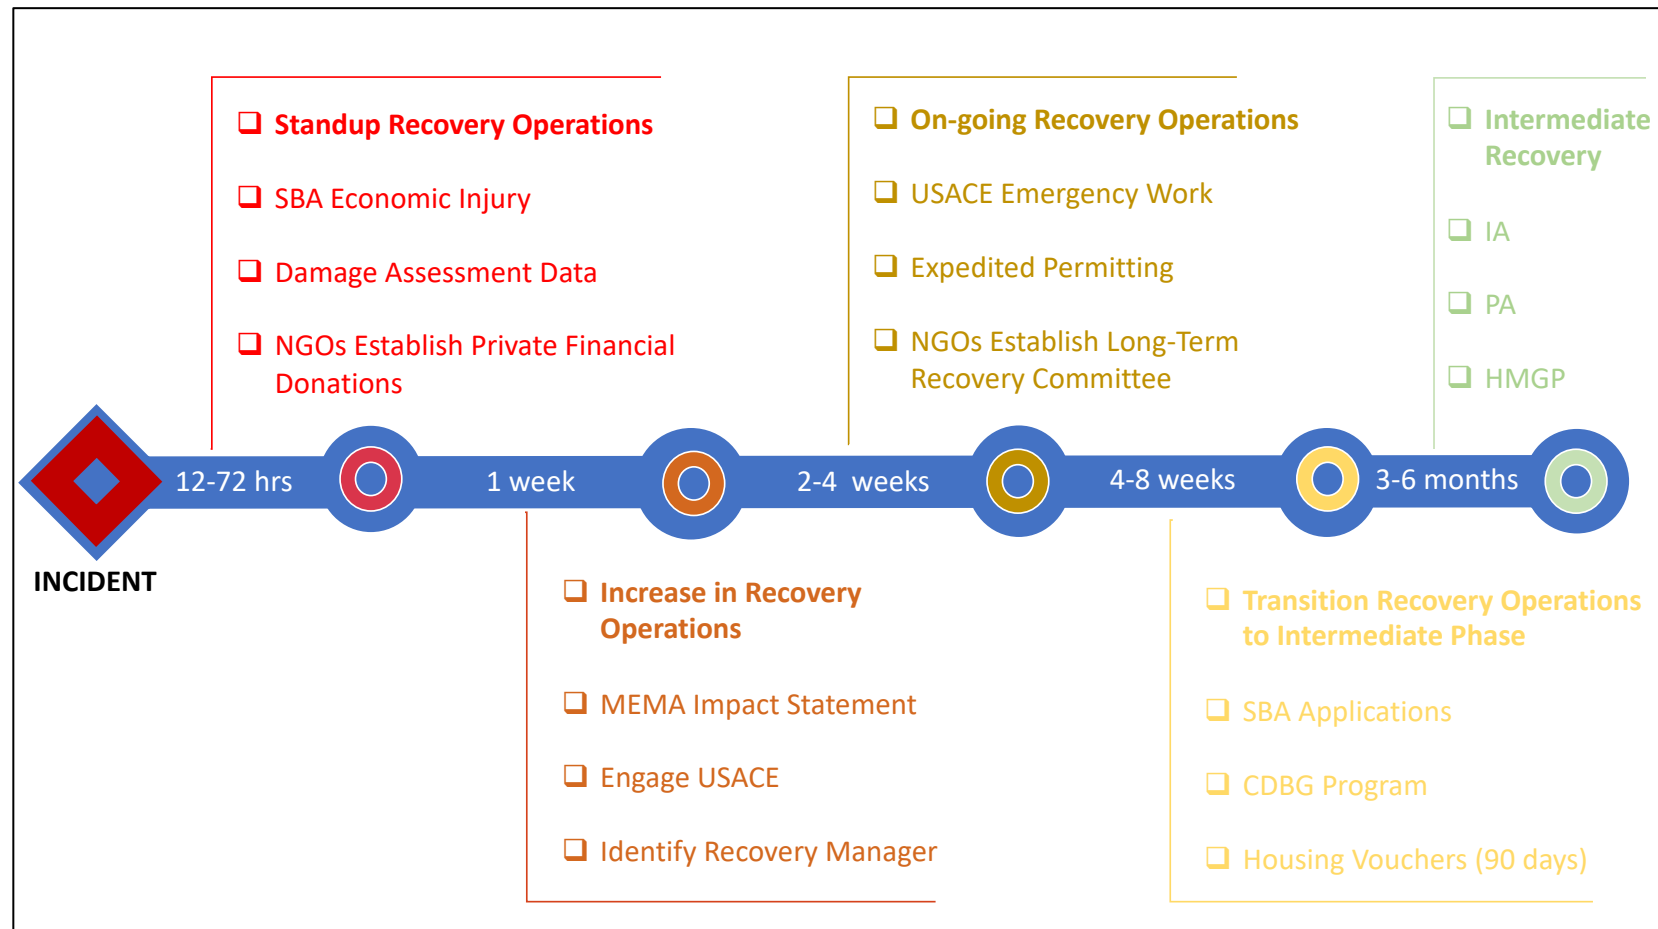 Standup Recovery Operations
SBA Economic Injury
Damage Assessment Data
NGOs Establish Private Financial
Donations
On-going Recovery Operations
USACE Emergency Work
Expedited Permitting
NGOs Establish Long-Term
Recovery Committee
Intermediate
Recovery
IA
PA
HMGP
12-72 hrs
1 week
2-4 weeks
4-8 weeks
3-6 months
INCIDENT
Increase in Recovery
Operations
MEMA Impact Statement
Engage USACE
Identify Recovery Manager
Transition Recovery Operations
to Intermediate Phase
SBA Applications
CDBG Program
Housing Vouchers (90 days)